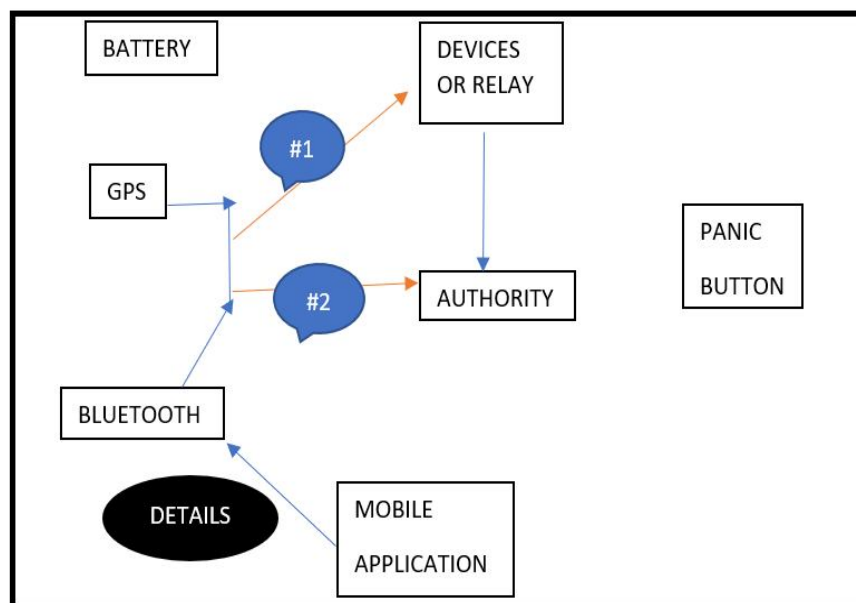 BATTERY
DEVICES
OR RELAY
#1
GPS
PANIC
BUTTON
#2
AUTHORITY
BLUETOOTH
DETAILS
MOBILE
APPLICATION